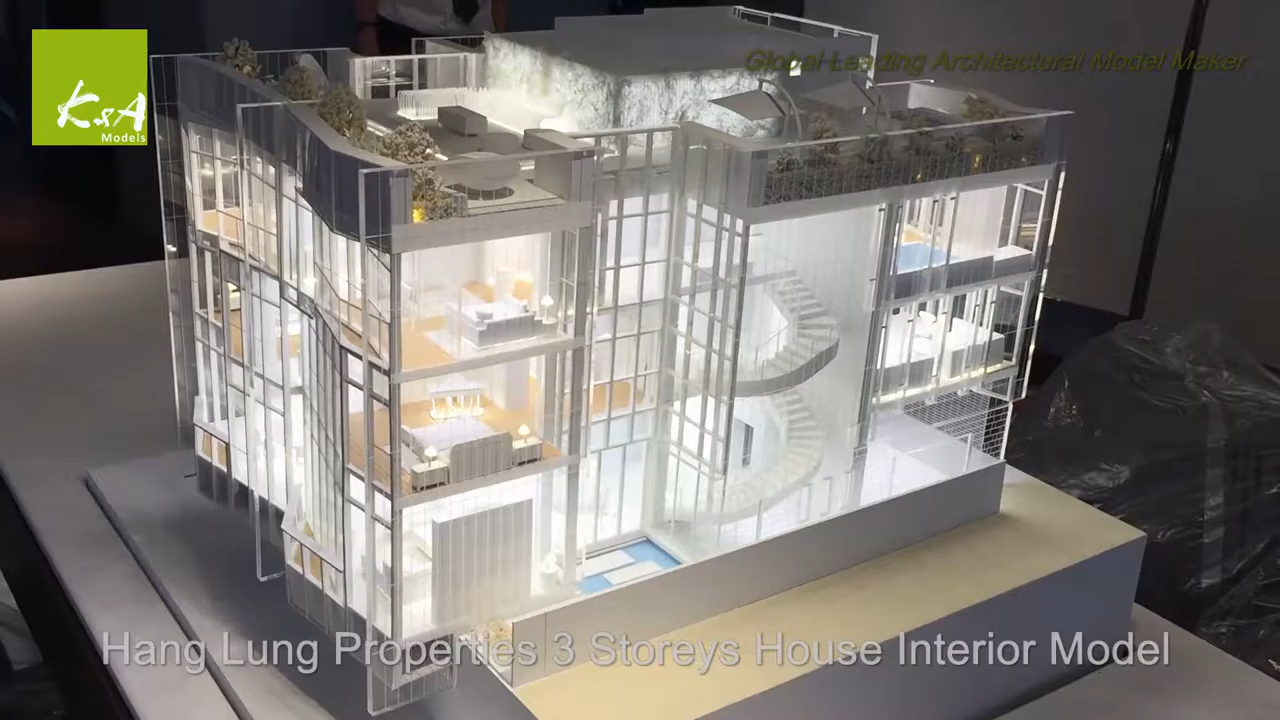 K&A
Models
Global Leading Architectural Model Maker
Hang Lung Properties 3 Storeys House Interior Model